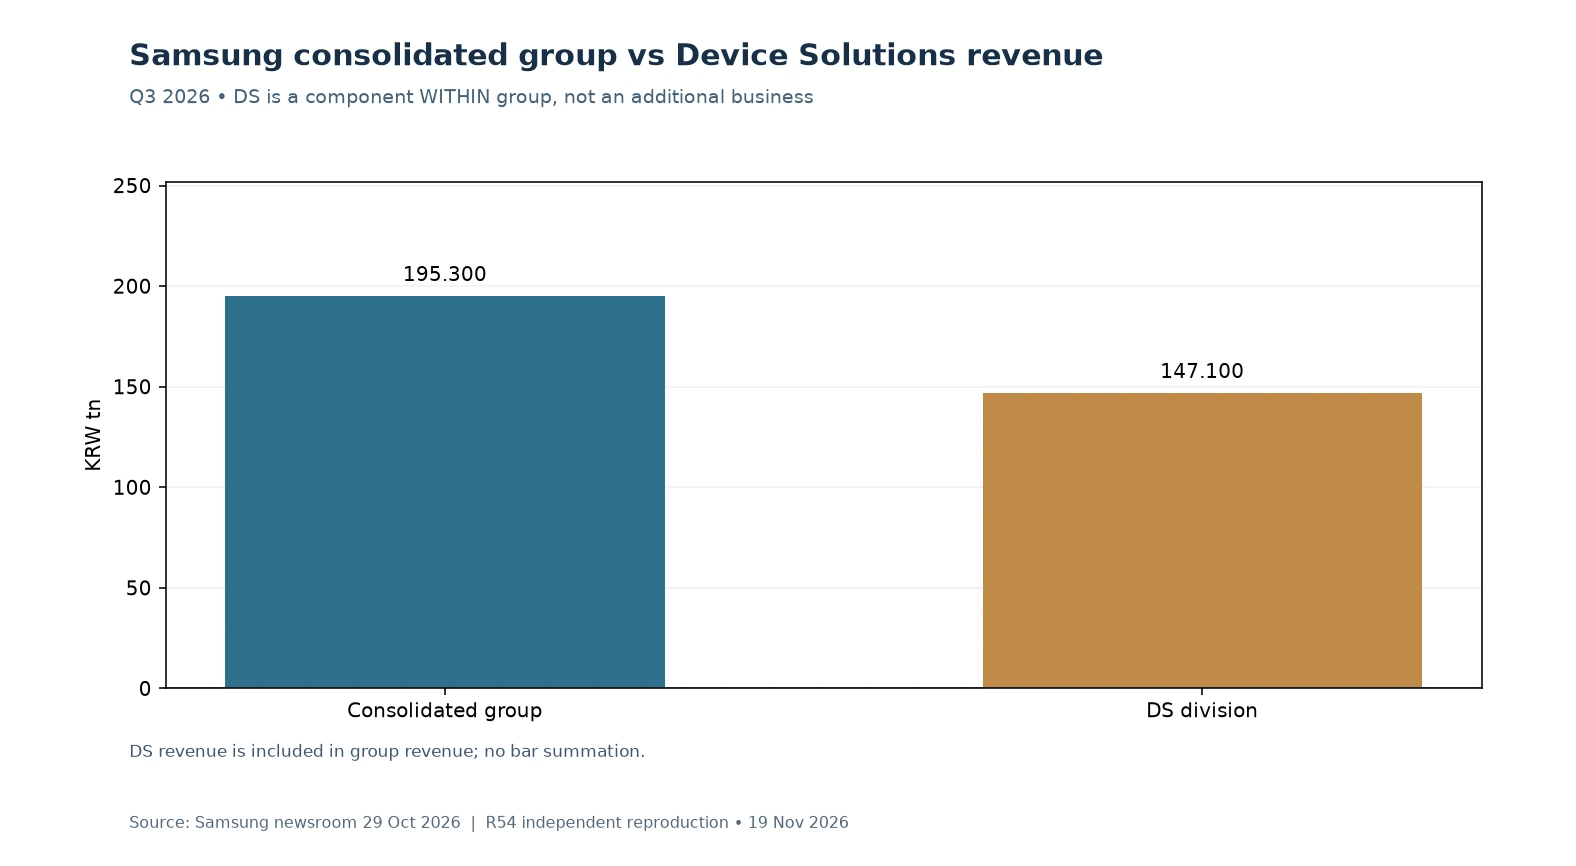 Samsung consolidated group vs Device Solutions revenue
Q3 2026 • DS is a component WITHIN group, not an additional business
250
200
150
100
50
0
KRW tn
195.300
147.100
Consolidated group
DS division
DS revenue is included in group revenue; no bar summation.
Source: Samsung newsroom 29 Oct 2026 | R54 independent reproduction • 19 Nov 2026